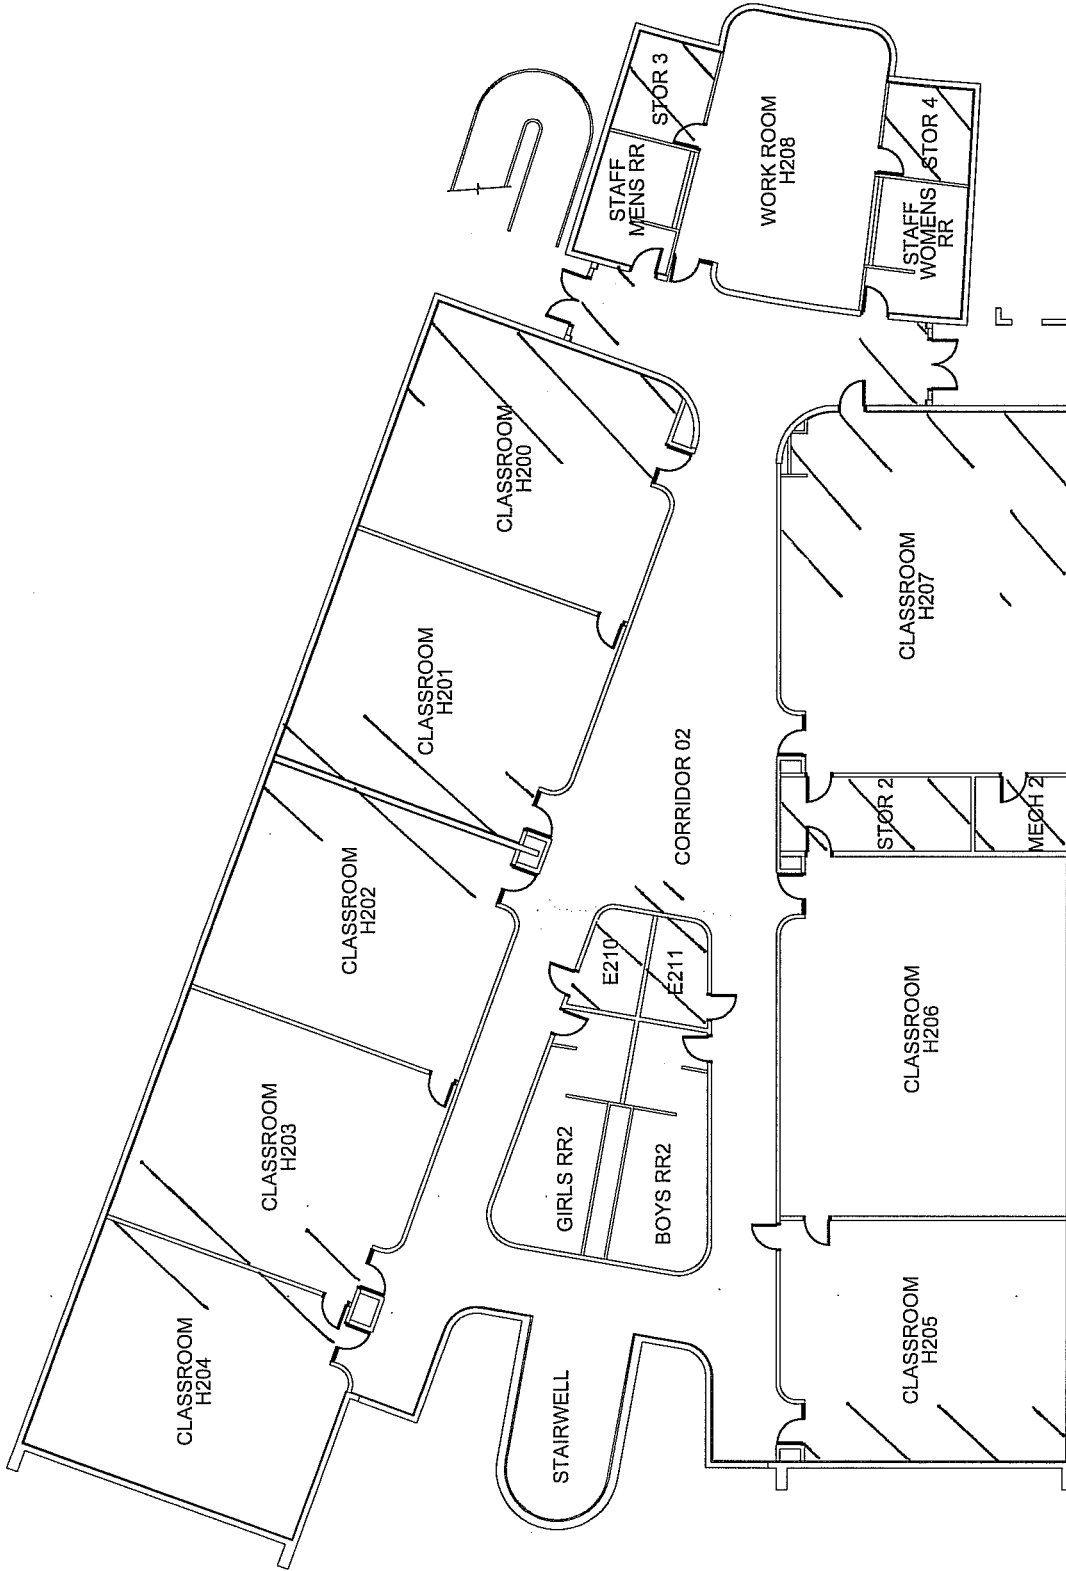 STOR 3
STAFF
MENS RR
WORK ROOM
H208
STOR 4
STAFF
WOMENS
RR
CLASSROOM
H200
CLASSROOM
H201
CLASSROOM
H202
CLASSROOM
H203
CLASSROOM
H204
CORRIDOR 02
E210
E211
GIRLS RR2
BOYS RR2
STAIRWELL
CLASSROOM
H207
STOR 2
MECH 2
CLASSROOM
H206
CLASSROOM
H205